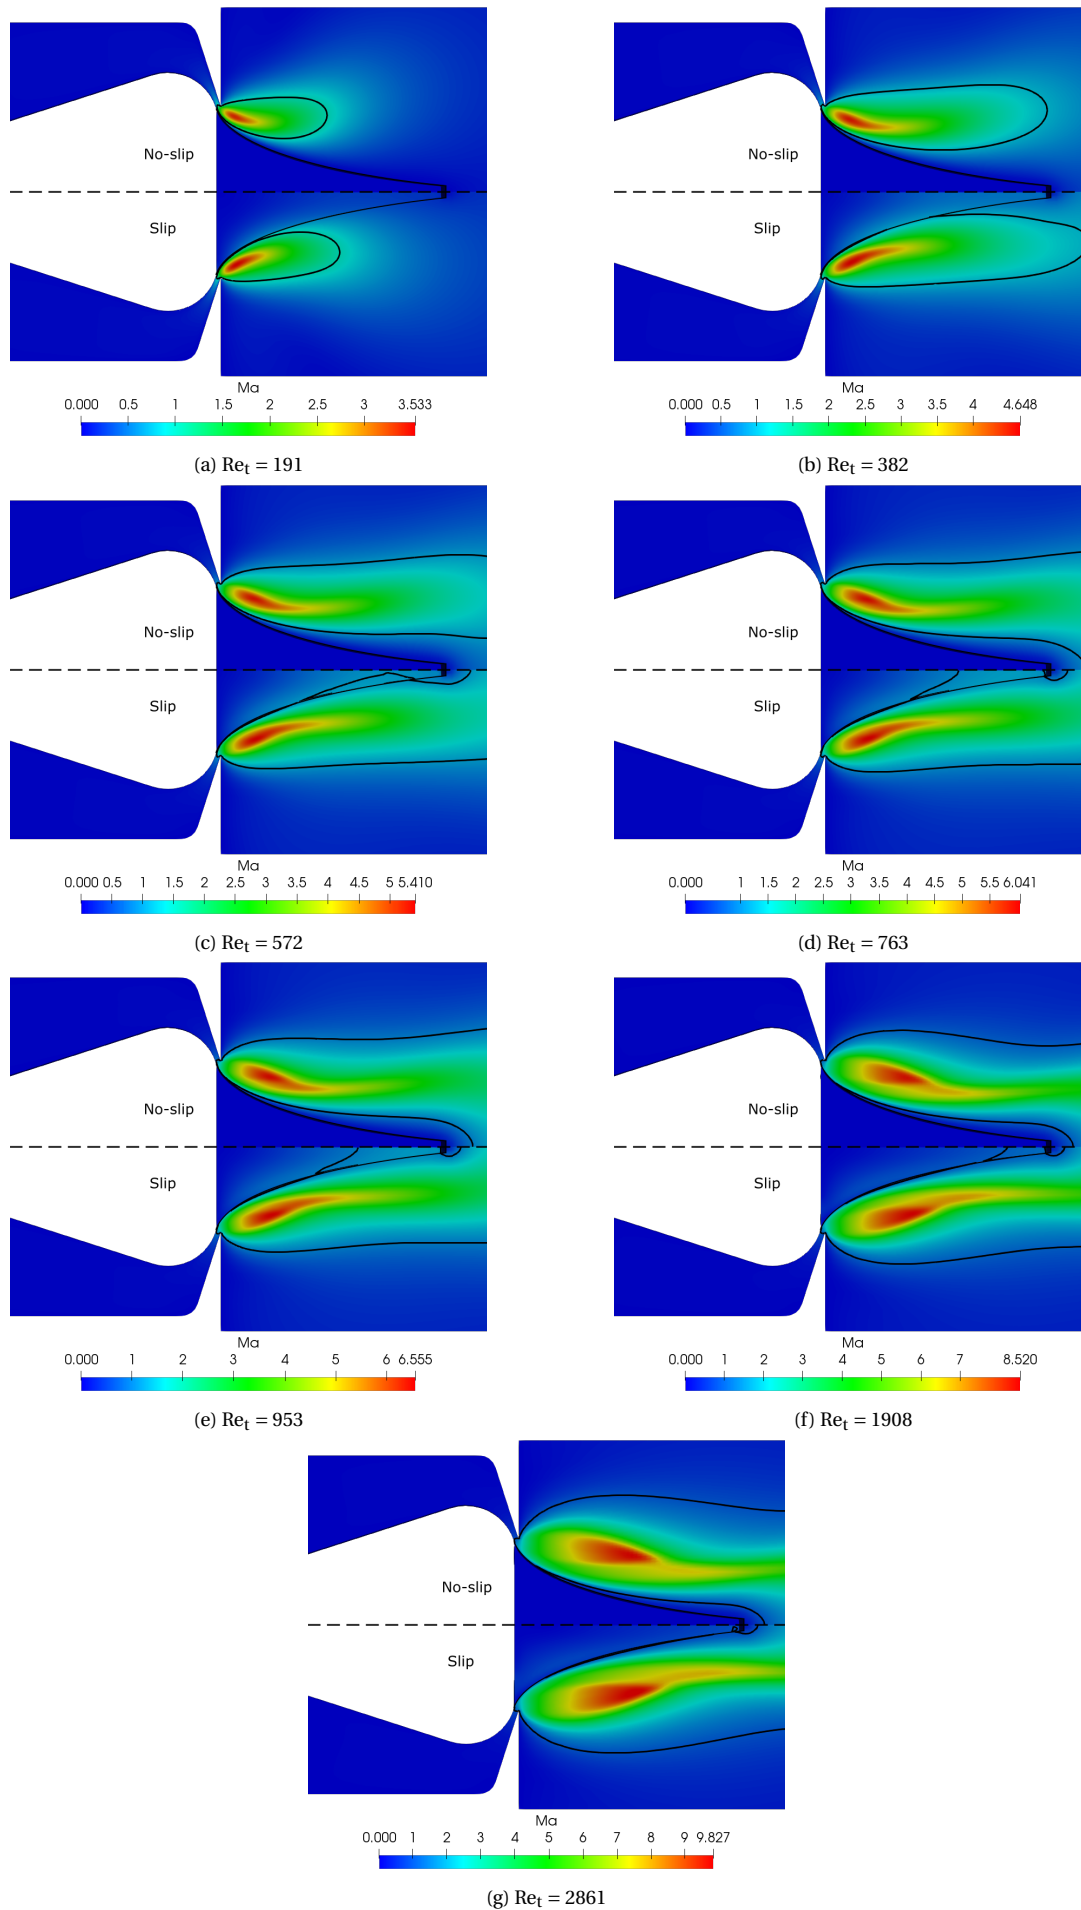 No-slip
Slip
Ma
0.000 0.5 1 1.5 2 2.5 3 3.533
(a) Ret = 191
No-slip
Slip
Ma
0.000 0.5 1 1.5 2 2.5 3 3.5 4 4.648
(b) Ret = 382
No-slip
Slip
Ma
0.000 0.5 1 1.5 2 2.5 3 3.5 4 4.5 5 5.410
(c) Ret = 572
No-slip
Slip
Ma
0.000 1 1.5 2 2.5 3 3.5 4 4.5 5 5.5 6.041
(d) Ret = 763
No-slip
Slip
Ma
0.000 1 2 3 4 5 6 6.555
(e) Ret = 953
No-slip
Slip
Ma
0.000 1 2 3 4 5 6 7 8.520
(f) Ret = 1908
No-slip
Slip
Ma
0.000 1 2 3 4 5 6 7 8 9 9.827
(g) Ret = 2861